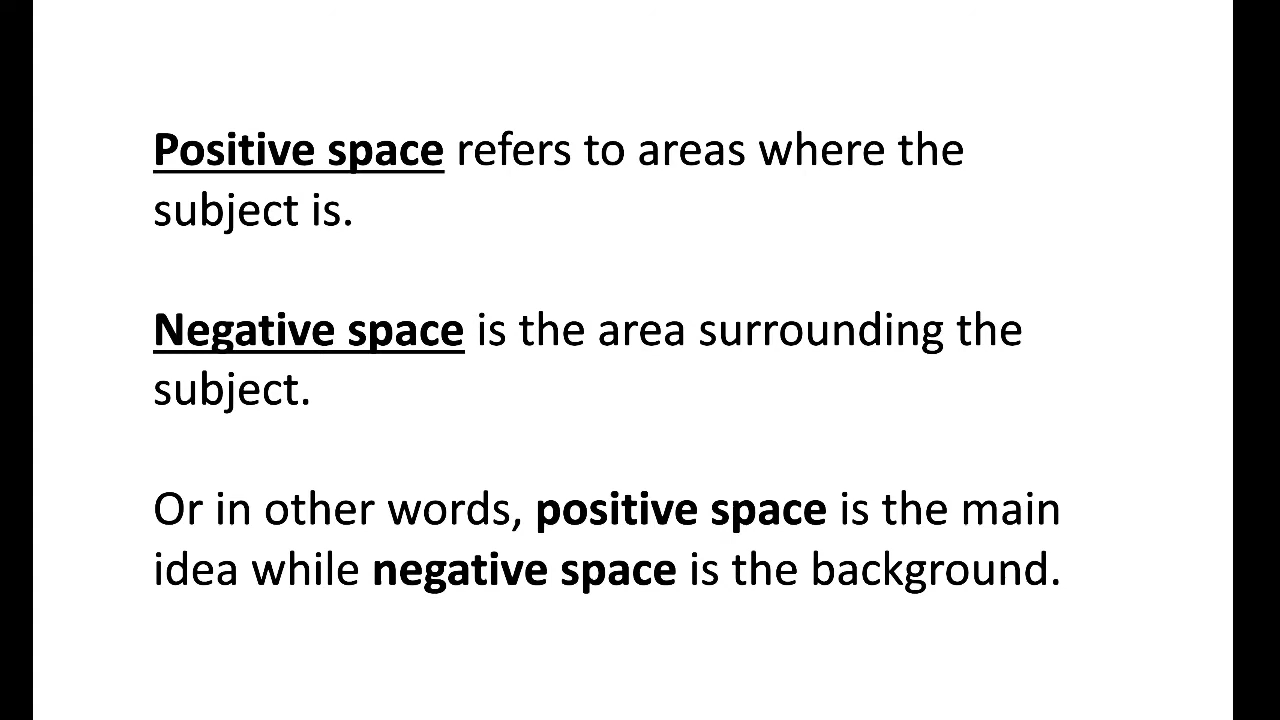 Positive space refers to areas where the
subject is.
Negative space is the area surrounding the
subject.
Or in other words, positive space is the main
idea while negative space is the background.